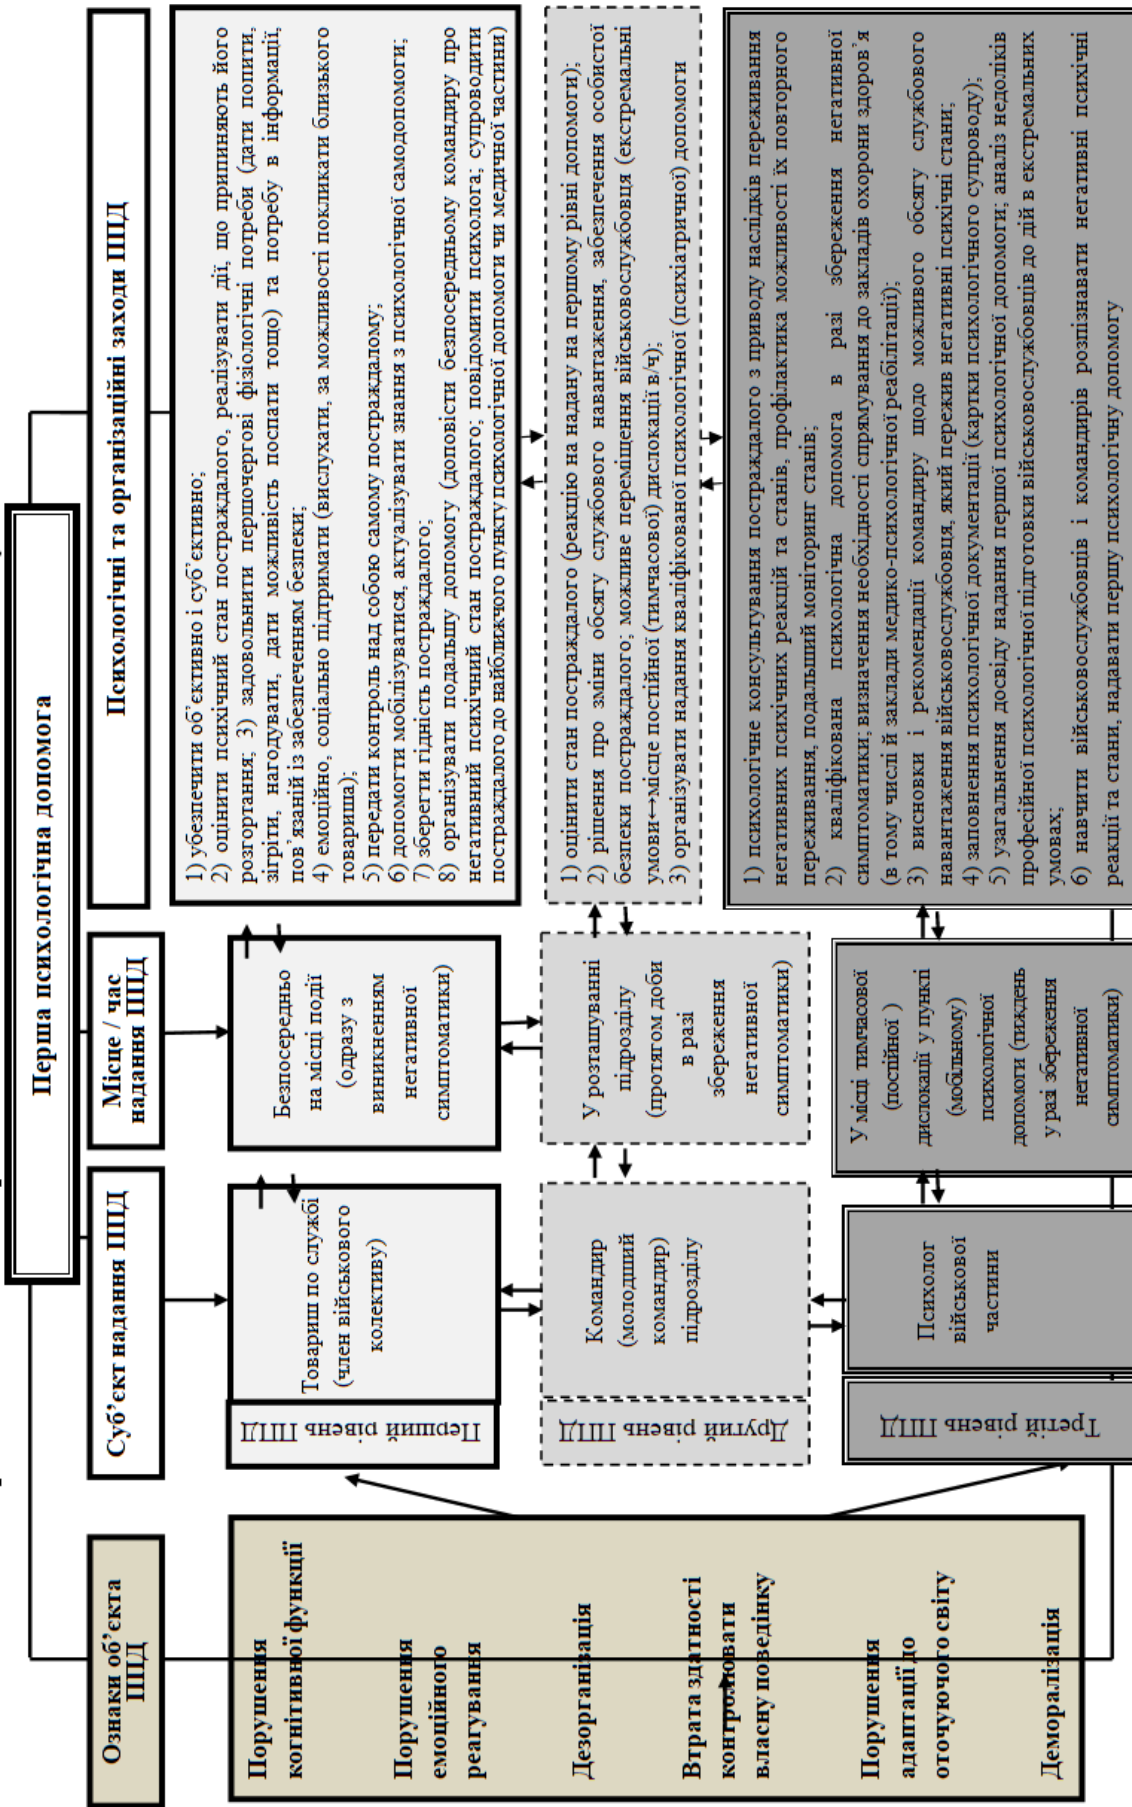 Перша психологічна допомога
Ознаки об’єкта
ППД
Суб’єкт надання ППД
Місце / час
надання ППД
Психологічні та організаційні заходи ППД
Порушення
когнітивної функції
Порушення
емоційного
реагування
Дезорганізація
Втрата здатності
контролювати
власну поведінку
Порушення
адаптації до
оточуючого світу
Деморалізація
Перший рівень ППД
Товариш по службі
(член військового
колективу)
Безпосередньо
на місці події
(одразу з
виникненням
негативної
симптоматики)
1) убезпечити об’єктивно і суб’єктивно;
2) оцінити психічний стан постраждалого, реалізувати дії, що припиняють його
розгортання; 3) задовольнити першочергові фізіологічні потреби (дати попити,
зігріти, нагодувати, дати можливість поспати тощо) та потребу в інформації,
пов’язаній із забезпеченням безпеки;
4) емоційно, соціально підтримати (вислухати, за можливості покликати близького
товариша);
5) передати контроль над собою самому постраждалому;
6) допомогти мобілізуватися, актуалізувати знання з психологічної самодопомоги;
7) зберегти гідність постраждалого;
8) організувати подальшу допомогу (доповісти безпосередньому командиру про
негативний психічний стан постраждалого; повідомити психолога; супроводити
постраждалого до найближчого пункту психологічної допомоги чи медичної частини)
Другий рівень ППД
Командир
(молодший
командир)
підрозділу
У розташуванні
підрозділу
(протягом доби
в разі
збереження
негативної
симптоматики)
1) оцінити стан постраждалого (реакцію на надану на першому рівні допомоги);
2) рішення про зміни обсягу службового навантаження, забезпечення особистої
безпеки постраждалого; можливе переміщення військовослужбовця (екстремальні
умови↔місце постійної (тимчасової) дислокації в/ч);
3) організувати надання кваліфікованої психологічної (психіатричної) допомоги
Третій рівень ППД
Психолог
військової
частини
У місці тимчасової
(постійної )
дислокації у пункті
(мобільному)
психологічної
допомоги (тиждень
у разі збереження
негативної
симптоматики)
1) психологічне консультування постраждалого з приводу наслідків переживання
негативних психічних реакцій та станів, профілактика можливості їх повторного
переживання, подальший моніторинг станів;
2) кваліфікована психологічна допомога в разі збереження негативної
симптоматики; визначення необхідності спрямування до закладів охорони здоров’я
(в тому числі й заклади медико-психологічної реабілітації);
3) висновки і рекомендації командиру щодо можливого обсягу службового
навантаження військовослужбовця, який пережив негативні психічні стани;
4) заповнення психологічної документації (картки психологічного супроводу);
5) узагальнення досвіду надання першої психологічної допомоги; аналіз недоліків
професійної психологічної підготовки військовослужбовців до дій в екстремальних
умовах;
6) навчити військовослужбовців і командирів розпізнавати негативні психічні
реакції та стани, надавати першу психологічну допомогу